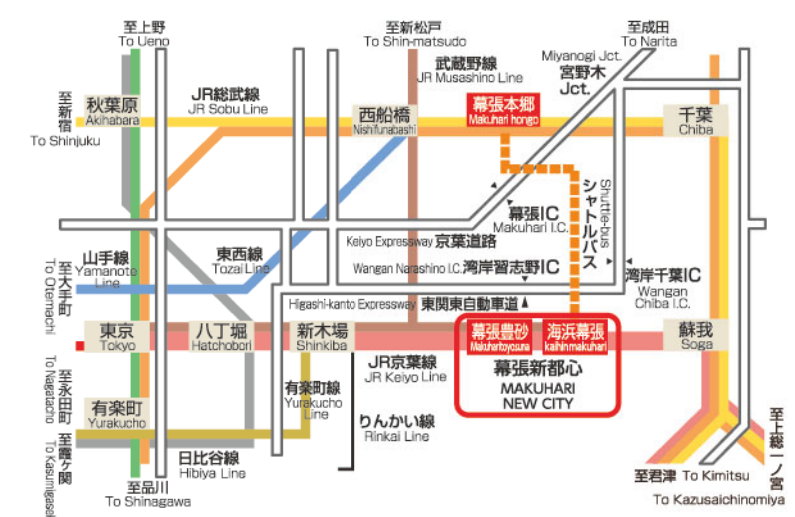 至上野
To Ueno
至新松戸
To Shin-matsudo
至成田
To Narita
Miyanogi Jct.
宮野木
Jct.
武蔵野線
JR Musashino Line
JR総武線
JR Sobu Line
至新宿
To Shinjuku
秋葉原
Akihabara
西船橋
Nishifunabashi
幕張本郷
Makuhari hongo
千葉
Chiba
Shuttle-bus
シャトルバス
幕張IC
Makuhari I.C.
Keiyo Expressway 京葉道路
山手線
Yamanote
Line
東西線
Tozai Line
Wangan Narashino I.C. 湾岸習志野IC
湾岸千葉IC
Wangan
Chiba I.C.
至大手町
To Otemachi
Higashi-kanto Expressway 東関東自動車道
東京
Tokyo
八丁堀
Hatchobori
新木場
Shinkiba
幕張豊砂
Makuharitoyosuna
海浜幕張
kaihinmakuhari
蘇我
Soga
JR京葉線
JR Keiyo Line
幕張新都心
MAKUHARI
NEW CITY
至永田町
To Nagatacho
有楽町
Yurakucho
有楽町線
Yurakucho
Line
りんかい線
Rinkai Line
至霞ヶ関
To Kasumigasek
日比谷線
Hibiya Line
至品川
To Shinagawa
至君津 To Kimitsu
至上総一ノ宮
To Kazusaichinomiya